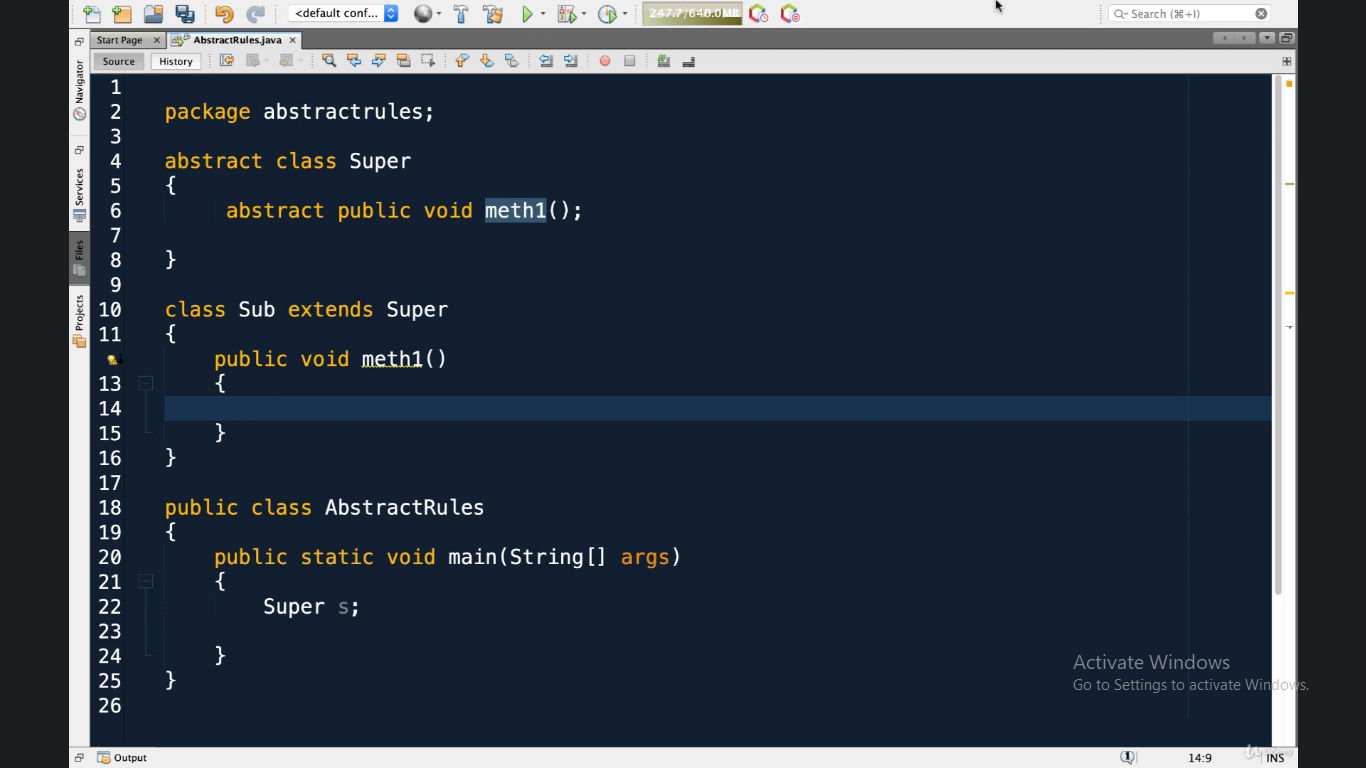 <default conf...
247.7/640.0MB
Search (⌘+I)
Start Page
AbstractRules.java
Source
History
Navigator
Services
Files
Projects
1
2 package abstractrules;
3
4 abstract class Super
5 {
6 abstract public void meth1();
7
8 }
9
10 class Sub extends Super
11 {
public void meth1()
13 {
14
15 }
16 }
17
18 public class AbstractRules
19 {
20 public static void main(String[] args)
21 {
22 Super s;
23
24 }
25 }
26
Activate Windows
Go to Settings to activate Windows.
Output
1
14:9
INS